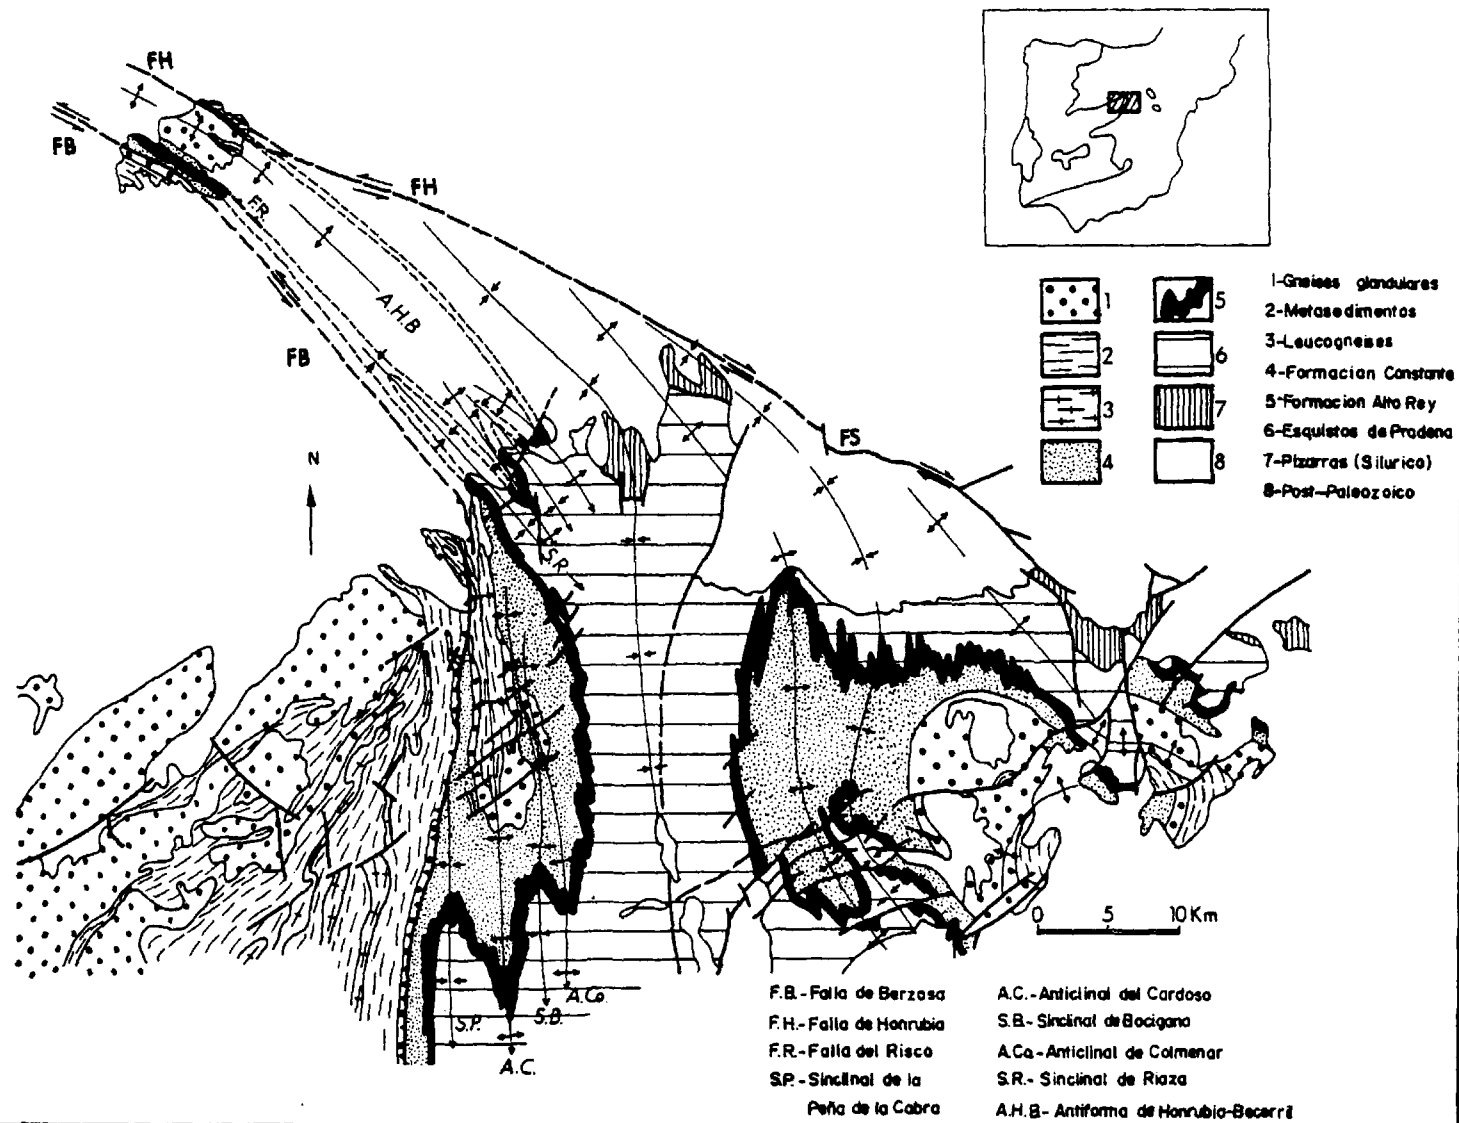 FH
FB
F.R.
FH
A.H.B
FB
FS
N
S.R.
1
2
3
4
5
6
7
8
1-Gneises glandulares
2-Metasedimentos
3-Leucogneises
4-Formacion Constante
5-Formacion Alto Rey
6-Esquistos de Pradena
7-Pizarras (Silurico)
8-Post-Paleozoico
0 5 10 Km
S.P.
S.B.
A.Co.
A.C.
F.B.-Falla de Berzosa
F.H.-Falla de Honrubia
F.R.-Falla del Risco
S.P.-Sinclinal de la
Peña de la Cabra
A.C.-Anticlinal del Cardoso
S.B.-Sinclinal de Bocigano
A.Co.-Anticlinal de Colmenar
S.R.-Sinclinal de Riaza
A.H.B-Antiforma de Honrubia-Becerril